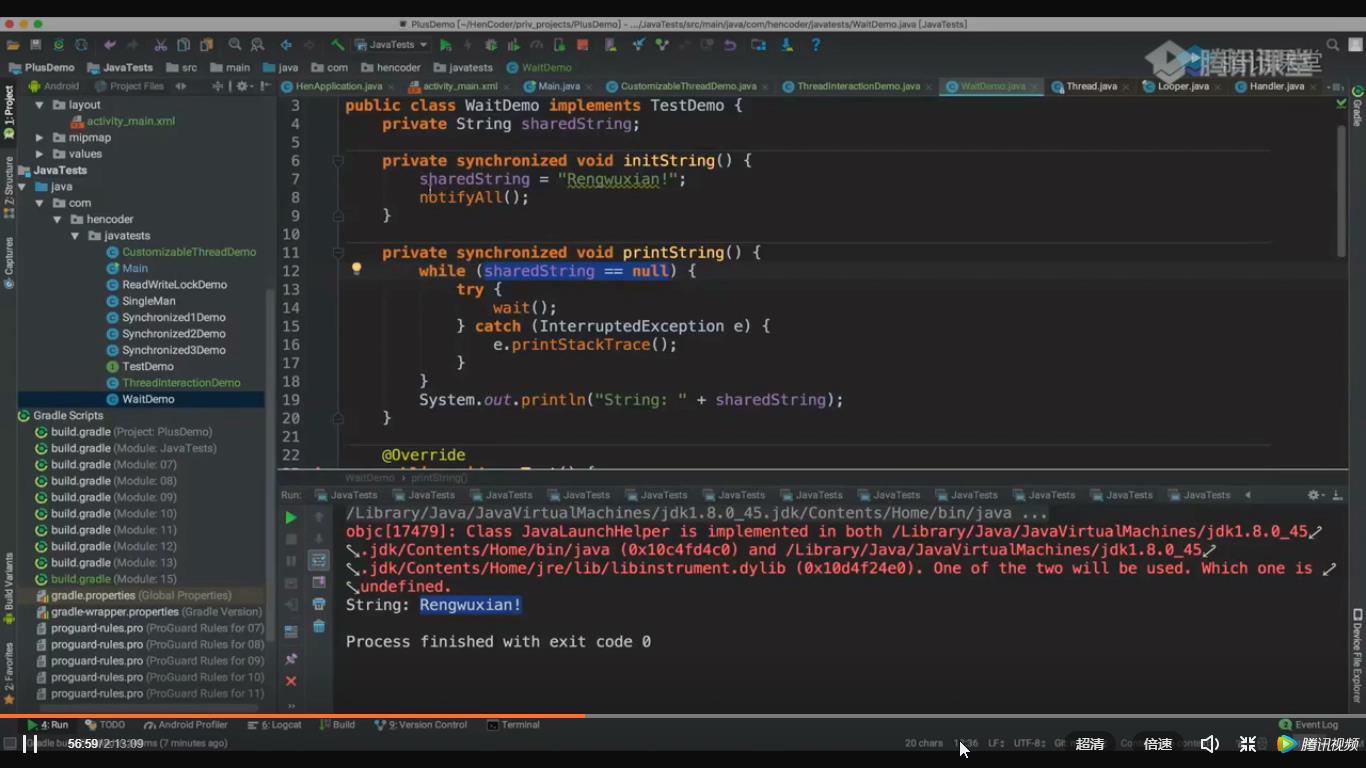 PlusDemo [~/HenCoder/priv_projects/PlusDemo] - .../JavaTests/src/main/java/com/hencoder/javatests/WaitDemo.java [JavaTests]
JavaTests
腾讯课堂
PlusDemo JavaTests src main java com hencoder javatests WaitDemo
Android Project Files
HenApplication.java activity_main.xml Main.java CustomizableThreadDemo.java ThreadInteractionDemo.java WaitDemo.java Thread.java Looper.java Handler.java
1: Project
Z: Structure
Captures
Build Variants
2: Favorites
Gradle
Device File Explorer
layout
activity_main.xml
mipmap
values
JavaTests
java
com
hencoder
javatests
CustomizableThreadDemo
Main
ReadWriteLockDemo
SingleMan
Synchronized1Demo
Synchronized2Demo
Synchronized3Demo
TestDemo
ThreadInteractionDemo
WaitDemo
Gradle Scripts
build.gradle (Project: PlusDemo)
build.gradle (Module: JavaTests)
build.gradle (Module: 07)
build.gradle (Module: 08)
build.gradle (Module: 09)
build.gradle (Module: 10)
build.gradle (Module: 11)
build.gradle (Module: 12)
build.gradle (Module: 13)
build.gradle (Module: 15)
gradle.properties (Global Properties)
gradle-wrapper.properties (Gradle Version)
proguard-rules.pro (ProGuard Rules for 07)
proguard-rules.pro (ProGuard Rules for 08)
proguard-rules.pro (ProGuard Rules for 09)
proguard-rules.pro (ProGuard Rules for 10)
proguard-rules.pro (ProGuard Rules for 11)
3 public class WaitDemo implements TestDemo {
4 private String sharedString;
5
6 private synchronized void initString() {
7 sharedString = "Rengwuxian!";
8 notifyAll();
9 }
10
11 private synchronized void printString() {
12 while (sharedString == null) {
13 try {
14 wait();
15 } catch (InterruptedException e) {
16 e.printStackTrace();
17 }
18 }
19 System.out.println("String: " + sharedString);
20 }
21
22 @Override
WaitDemo printString()
Run: JavaTests JavaTests JavaTests JavaTests JavaTests JavaTests JavaTests JavaTests JavaTests JavaTests JavaTests JavaTests
/Library/Java/JavaVirtualMachines/jdk1.8.0_45.jdk/Contents/Home/bin/java ...
objc[17479]: Class JavaLaunchHelper is implemented in both /Library/Java/JavaVirtualMachines/jdk1.8.0_45
.jdk/Contents/Home/bin/java (0x10c4fd4c0) and /Library/Java/JavaVirtualMachines/jdk1.8.0_45
.jdk/Contents/Home/jre/lib/libinstrument.dylib (0x10d4f24e0). One of the two will be used. Which one is
undefined.
String: Rengwuxian!
Process finished with exit code 0
4: Run TODO Android Profiler 6: Logcat Build 9: Version Control Terminal 2 Event Log
56:59/2:13:09 (7 minutes ago) 20 chars LF÷ UTF-8÷ 超清 倍速 腾讯视频